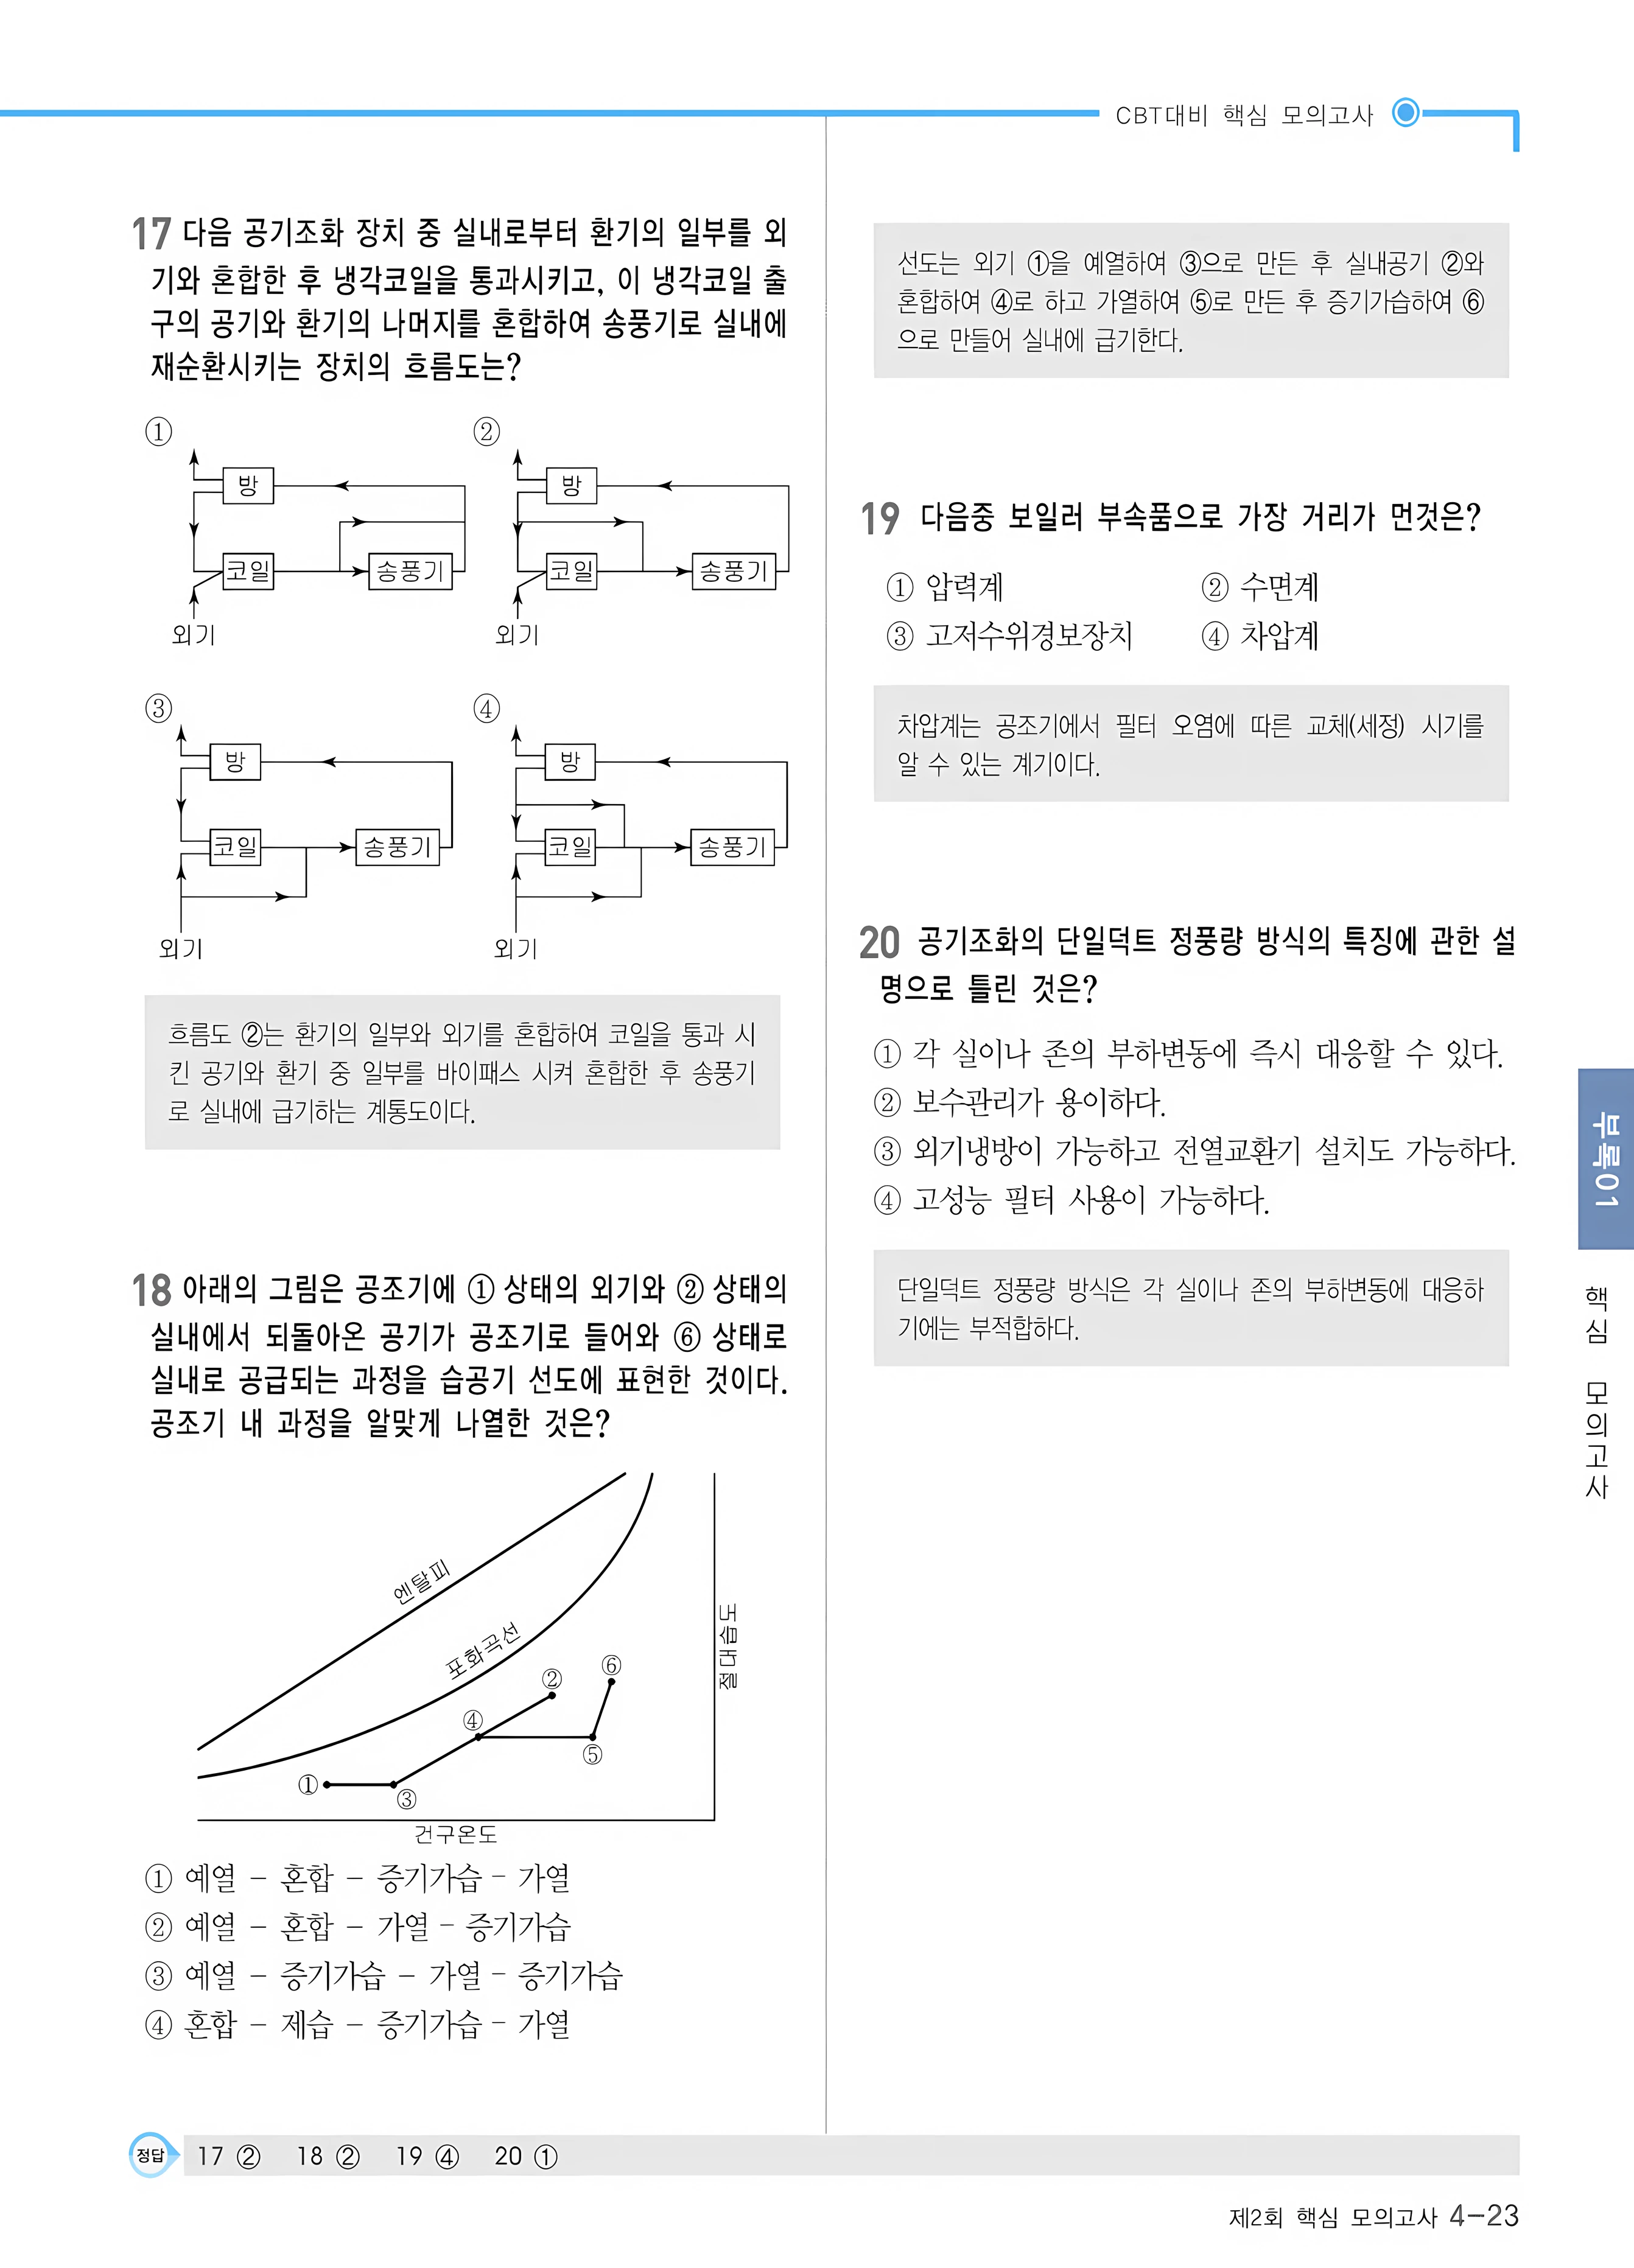 CBT대비 핵심 모의고사
17 다음 공기조화 장치 중 실내로부터 환기의 일부를 외
기와 혼합한 후 냉각코일을 통과시키고, 이 냉각코일 출
구의 공기와 환기의 나머지를 혼합하여 송풍기로 실내에
재순환시키는 장치의 흐름도는?
①
방
코일
송풍기
외기
②
방
코일
송풍기
외기
③
방
코일
송풍기
외기
④
방
코일
송풍기
외기
흐름도 ②는 환기의 일부와 외기를 혼합하여 코일을 통과 시
킨 공기와 환기 중 일부를 바이패스 시켜 혼합한 후 송풍기
로 실내에 급기하는 계통도이다.
18 아래의 그림은 공조기에 ① 상태의 외기와 ② 상태의
실내에서 되돌아온 공기가 공조기로 들어와 ⑥ 상태로
실내로 공급되는 과정을 습공기 선도에 표현한 것이다.
공조기 내 과정을 알맞게 나열한 것은?
엔탈피
포화곡선
절대습도
⑥
②
④
⑤
①
③
건구온도
① 예열 - 혼합 - 증기가습 - 가열
② 예열 - 혼합 - 가열 - 증기가습
③ 예열 - 증기가습 - 가열 - 증기가습
④ 혼합 - 제습 - 증기가습 - 가열
선도는 외기 ①을 예열하여 ③으로 만든 후 실내공기 ②와
혼합하여 ④로 하고 가열하여 ⑤로 만든 후 증기가습하여 ⑥
으로 만들어 실내에 급기한다.
19 다음중 보일러 부속품으로 가장 거리가 먼것은?
① 압력계 ② 수면계
③ 고저수위경보장치 ④ 차압계
차압계는 공조기에서 필터 오염에 따른 교체(세정) 시기를
알 수 있는 계기이다.
20 공기조화의 단일덕트 정풍량 방식의 특징에 관한 설
명으로 틀린 것은?
① 각 실이나 존의 부하변동에 즉시 대응할 수 있다.
② 보수관리가 용이하다.
③ 외기냉방이 가능하고 전열교환기 설치도 가능하다.
④ 고성능 필터 사용이 가능하다.
단일덕트 정풍량 방식은 각 실이나 존의 부하변동에 대응하
기에는 부적합하다.
부록01
핵심 모의고사
정답 17 ② 18 ② 19 ④ 20 ①
제2회 핵심 모의고사 4-23